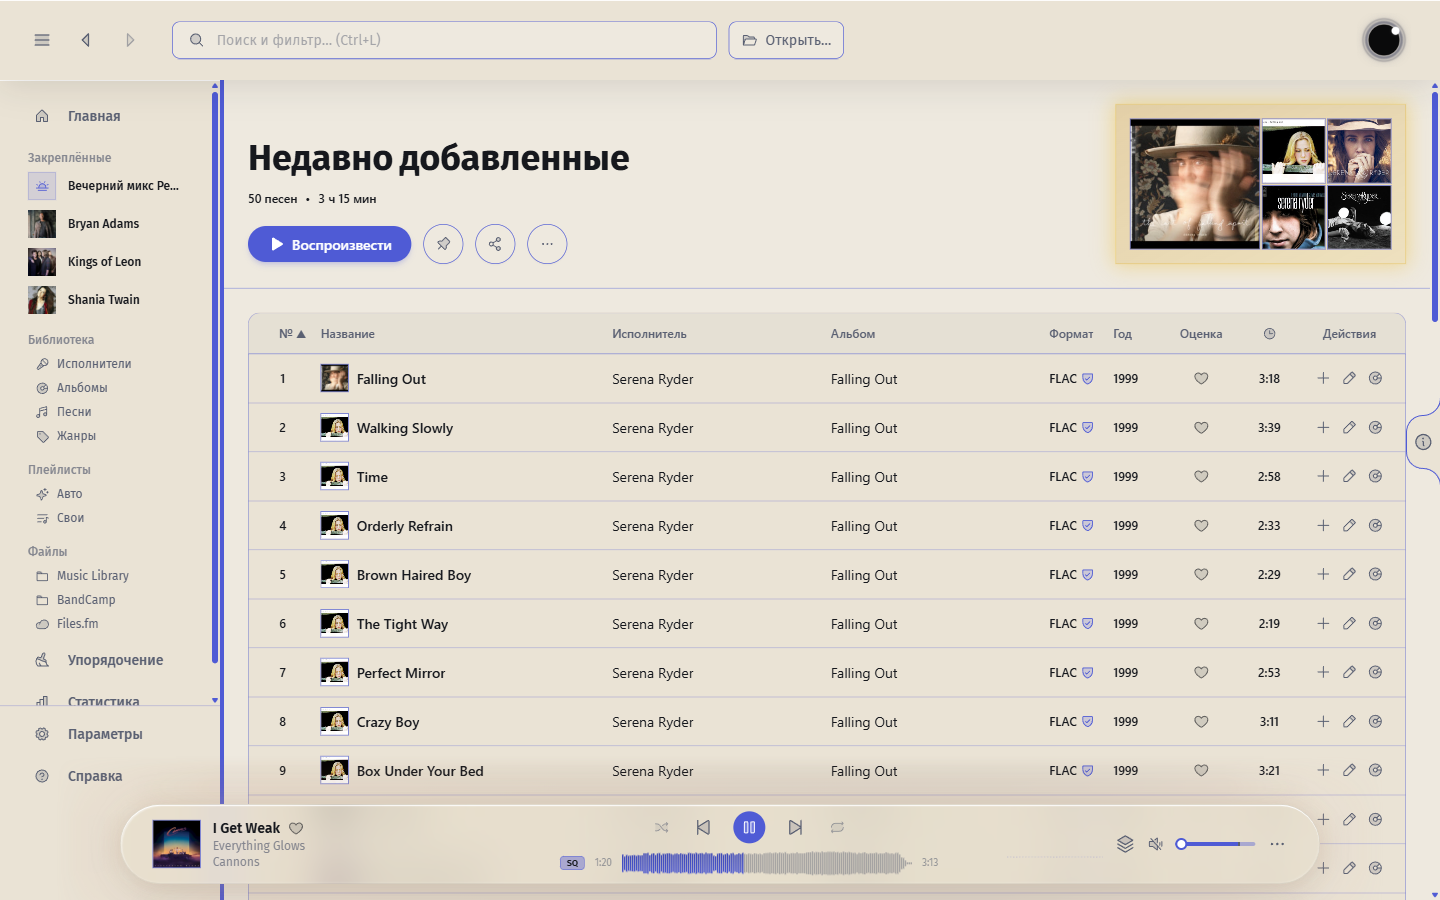 Поиск и фильтр... (Ctrl+L)
Открыть...
Главная
Закреплённые
Вечерний микс Ре...
Bryan Adams
Kings of Leon
Shania Twain
Библиотека
Исполнители
Альбомы
Песни
Жанры
Плейлисты
Авто
Свои
Файлы
Music Library
BandCamp
Files.fm
Упорядочение
Статистика
Параметры
Справка
Недавно добавленные
50 песен • 3 ч 15 мин
Воспроизвести
serena ryder
№ Название Исполнитель Альбом Формат Год Оценка Действия
1 Falling Out Serena Ryder Falling Out FLAC 1999 3:18
2 Walking Slowly Serena Ryder Falling Out FLAC 1999 3:39
3 Time Serena Ryder Falling Out FLAC 1999 2:58
4 Orderly Refrain Serena Ryder Falling Out FLAC 1999 2:33
5 Brown Haired Boy Serena Ryder Falling Out FLAC 1999 2:29
6 The Tight Way Serena Ryder Falling Out FLAC 1999 2:19
7 Perfect Mirror Serena Ryder Falling Out FLAC 1999 2:53
8 Crazy Boy Serena Ryder Falling Out FLAC 1999 3:11
9 Box Under Your Bed Serena Ryder Falling Out FLAC 1999 3:21
I Get Weak
Everything Glows
Cannons
SQ 1:20 3:13